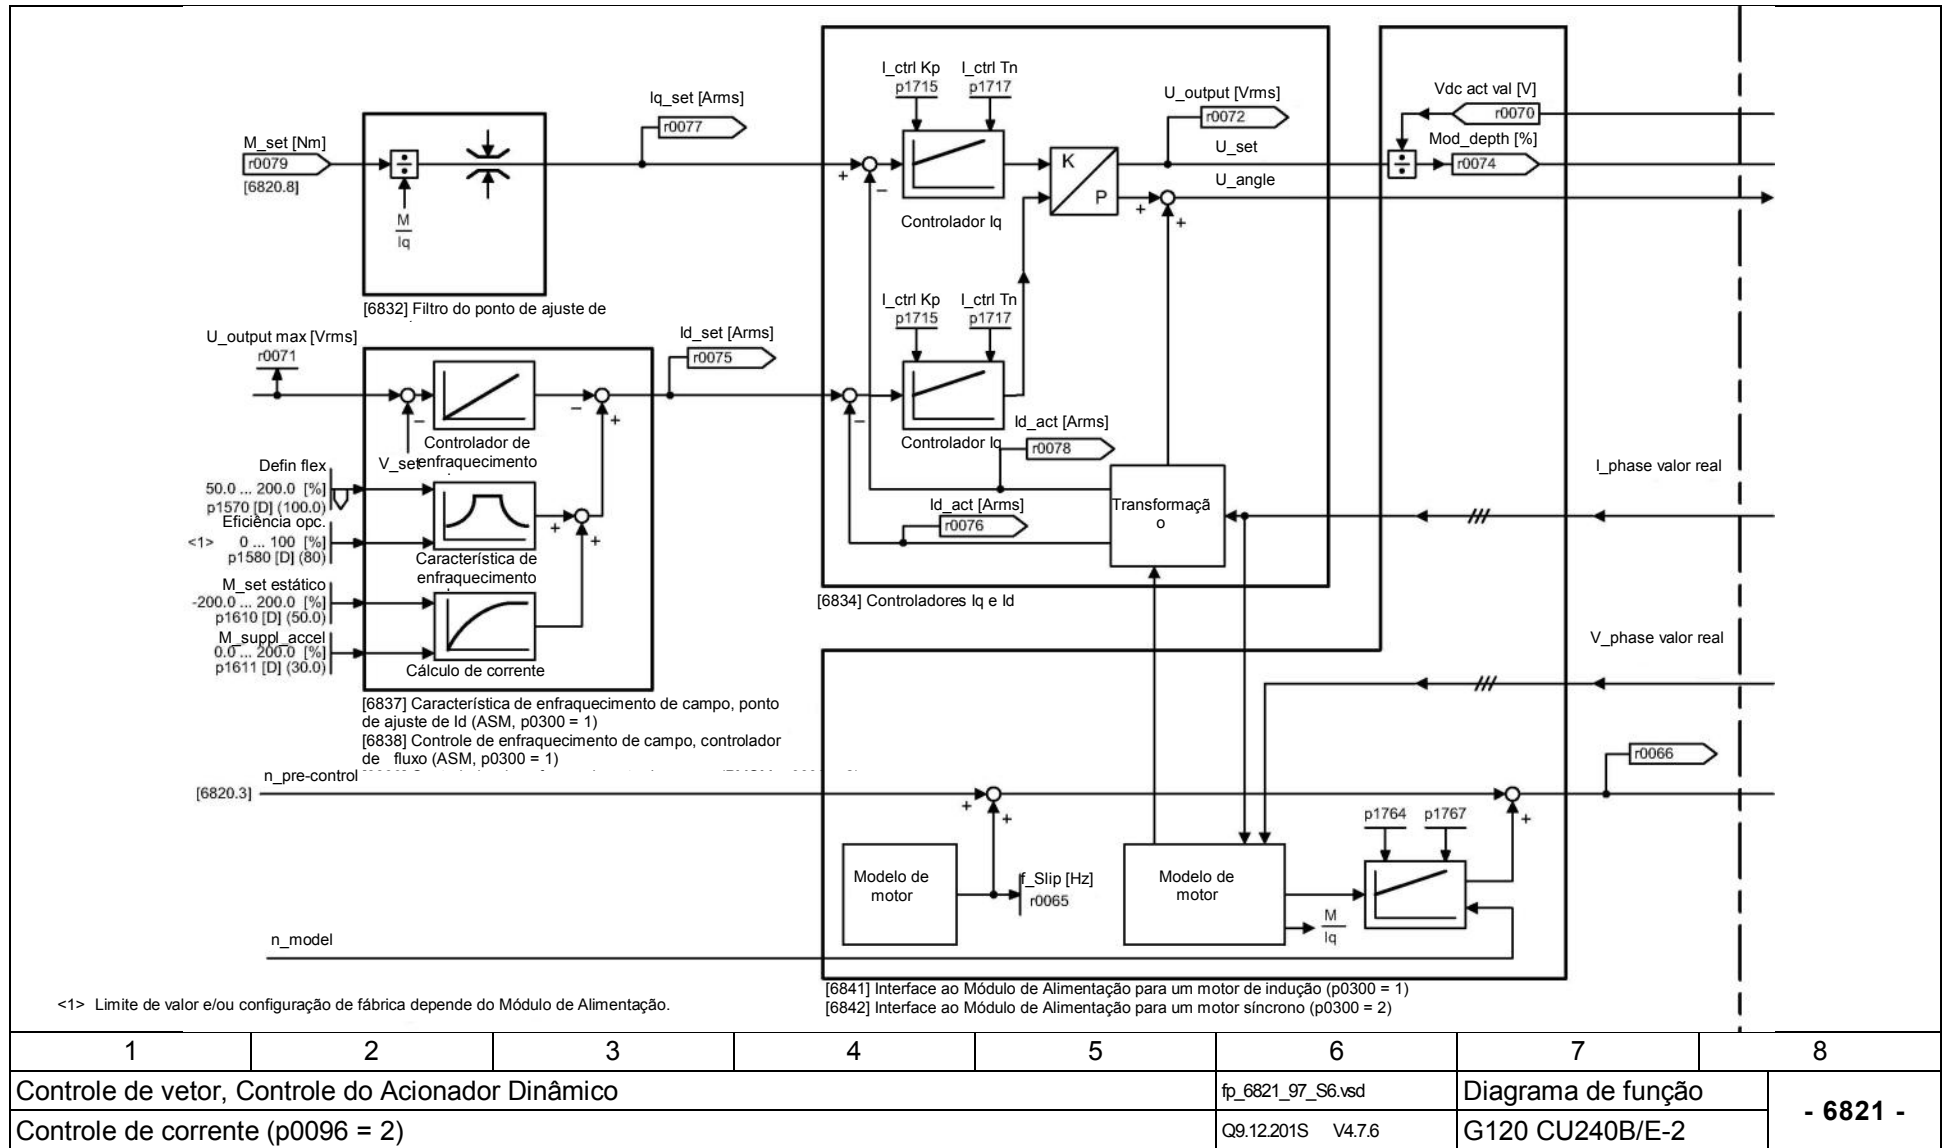 I_ctrl Kp
p1715
I_ctrl Tn
p1717
Iq_set [Arms]
r0077
U_output [Vrms]
r0072
Vdc act val [V]
r0070
Mod_depth [%]
r0074
M_set [Nm]
r0079
[6820.8]
÷
M
Iq
+
−
K
P
U_set
U_angle
+
+
÷
Controlador Iq
[6832] Filtro do ponto de ajuste de
I_ctrl Kp
p1715
I_ctrl Tn
p1717
U_output max [Vrms]
r0071
Id_set [Arms]
r0075
−
−
+
−
Controlador de
enfraquecimento
V_set
Controlador Iq
Id_act [Arms]
r0078
Defin flex
50.0 ... 200.0 [%]
p1570 [D] (100.0)
Eficiência opc.
<1> 0 ... 100 [%]
p1580 [D] (80)
+
+
Característica de
enfraquecimento
Id_act [Arms]
r0076
Transformaçã
o
I_phase valor real
M_set estático
-200.0 ... 200.0 [%]
p1610 [D] (50.0)
M_suppl_accel
0.0 ... 200.0 [%]
p1611 [D] (30.0)
Cálculo de corrente
[6834] Controladores Iq e Id
V_phase valor real
[6837] Característica de enfraquecimento de campo, ponto
de ajuste de Id (ASM, p0300 = 1)
[6838] Controle de enfraquecimento de campo, controlador
de fluxo (ASM, p0300 = 1)
n_pre-control
[6820.3]
+
+
r0066
p1764
p1767
+
Modelo de
motor
f_Slip [Hz]
r0065
Modelo de
motor
M
Iq
n_model
<1> Limite de valor e/ou configuração de fábrica depende do Módulo de Alimentação.
[6841] Interface ao Módulo de Alimentação para um motor de indução (p0300 = 1)
[6842] Interface ao Módulo de Alimentação para um motor síncrono (p0300 = 2)
1 2 3 4 5 6 7 8
Controle de vetor, Controle do Acionador Dinâmico
fp_6821_97_S6.vsd
Diagrama de função
- 6821 -
Controle de corrente (p0096 = 2)
Q9.12.201S V4.7.6
G120 CU240B/E-2